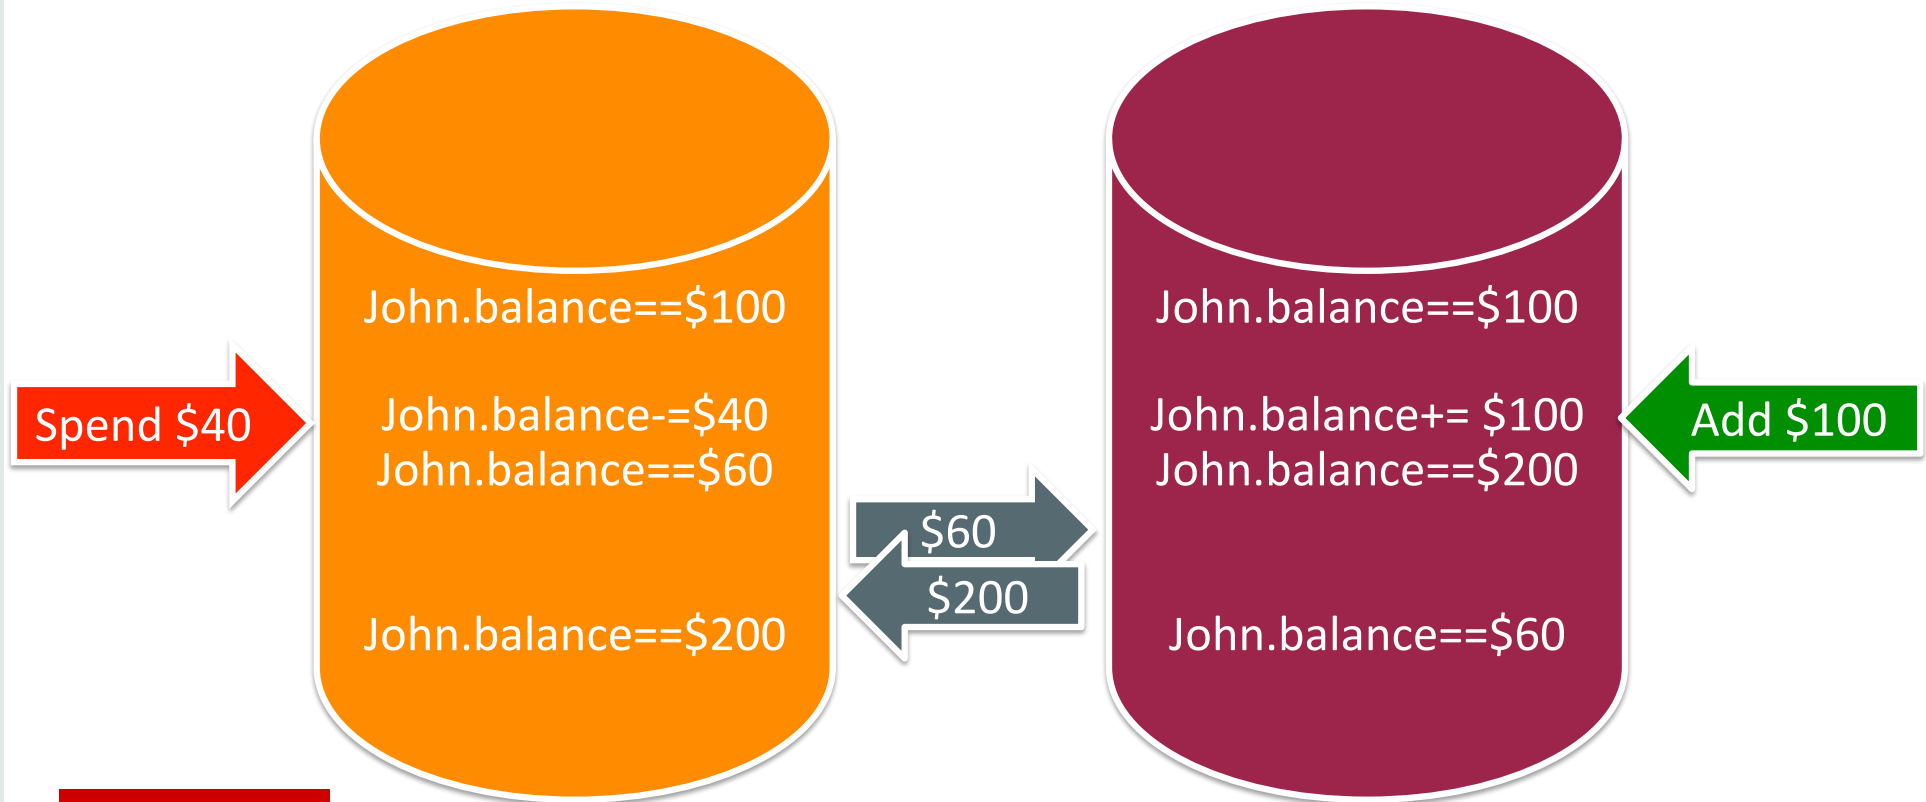 John.balance==$100
John.balance==$100
Spend $40
John.balance-=$40
John.balance+= $100
Add $100
John.balance==$60
John.balance==$200
$60
$200
John.balance==$200
John.balance==$60